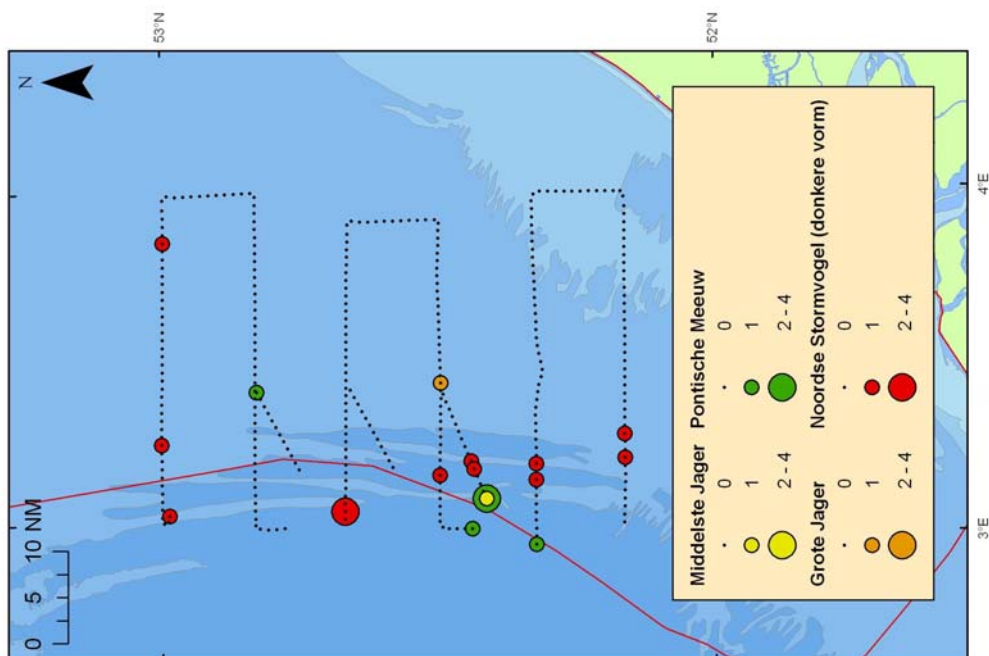 0 5 10 NM
N
53°N
52°N
3°E
4°E
Middelste Jager
0
1
2 - 4
Pontische Meeuw
0
1
2 - 4
Grote Jager
0
1
2 - 4
Noordse Stormvogel (donkere vorm)
0
1
2 - 4